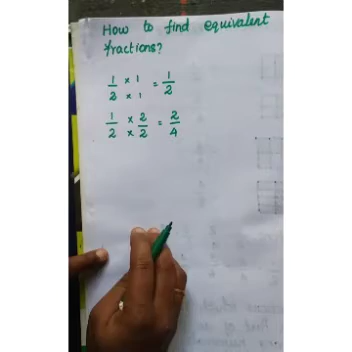 How to find equivalent
fractions?
1/2 × 1 / × 1 = 1/2
1/2 × 2 / × 2 = 2/4